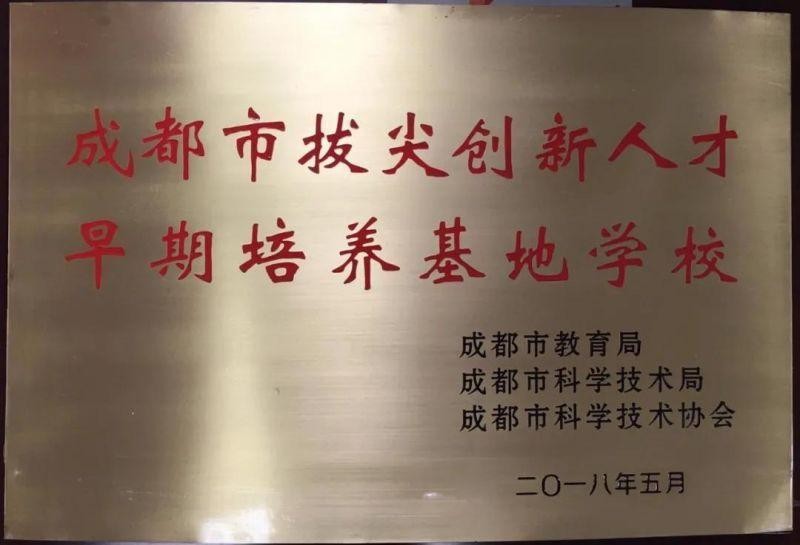 成都市拔尖创新人才
早期培养基地学校
成都市教育局
成都市科学技术局
成都市科学技术协会
二〇一八年五月